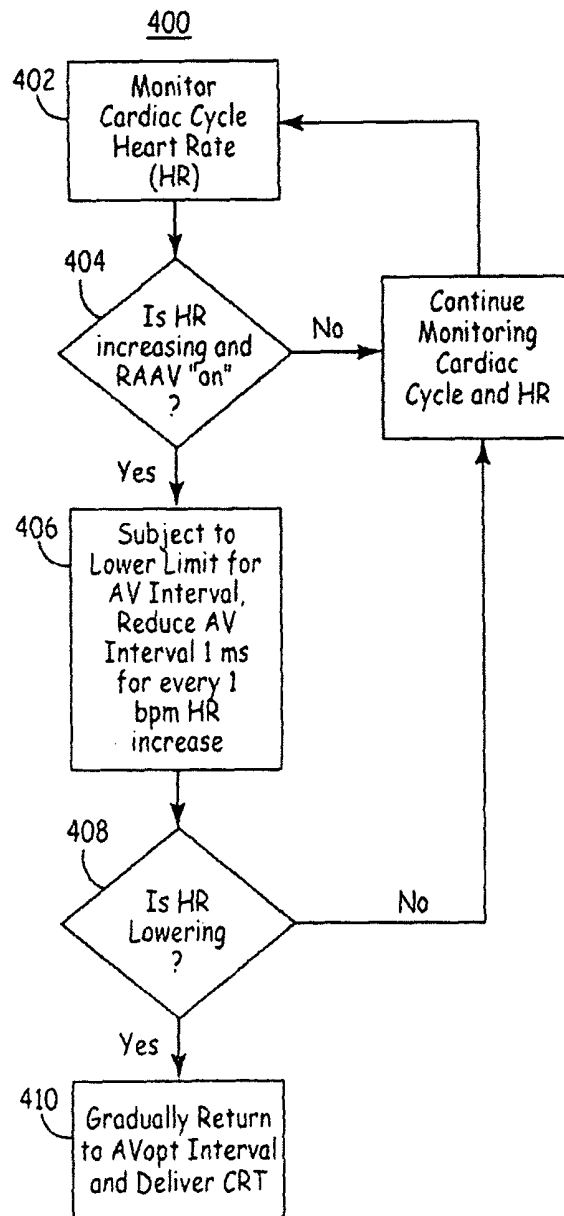 400
402
Monitor
Cardiac Cycle
Heart Rate
(HR)
404
Is HR
increasing and
RAAV "on"
?
No
Continue
Monitoring
Cardiac
Cycle and HR
Yes
406
Subject to
Lower Limit for
AV Interval,
Reduce AV
Interval 1 ms
for every 1
bpm HR
increase
408
Is HR
Lowering
?
No
Yes
410
Gradually Return
to AVopt Interval
and Deliver CRT